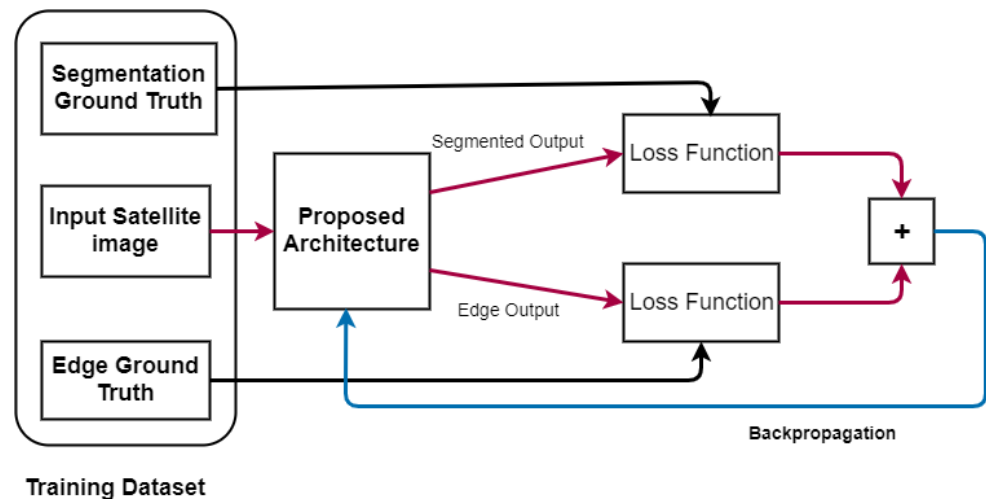 Segmentation
Ground Truth
Segmented Output
Loss Function
Input Satellite
image
Proposed
Architecture
+
Edge Output
Loss Function
Edge Ground
Truth
Backpropagation
Training Dataset